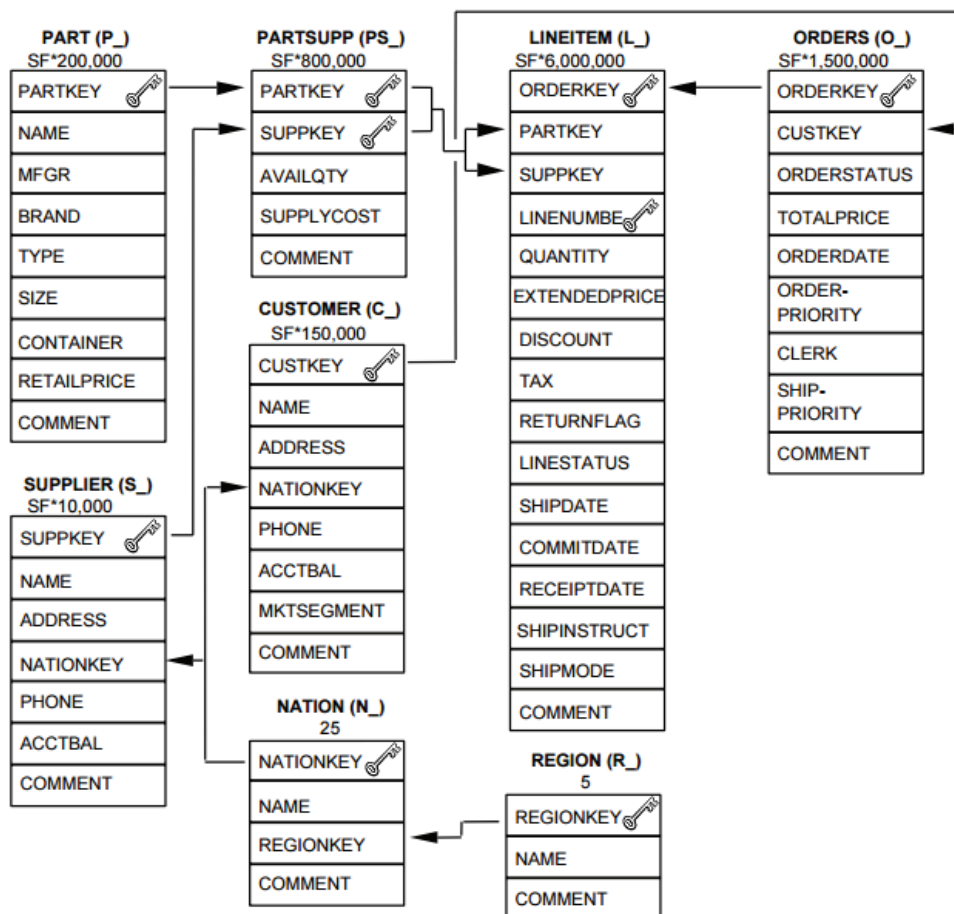 PART (P_)
SF*200,000
PARTKEY
NAME
MFGR
BRAND
TYPE
SIZE
CONTAINER
RETAILPRICE
COMMENT
SUPPLIER (S_)
SF*10,000
SUPPKEY
NAME
ADDRESS
NATIONKEY
PHONE
ACCTBAL
COMMENT
PARTSUPP (PS_)
SF*800,000
PARTKEY
SUPPKEY
AVAILQTY
SUPPLYCOST
COMMENT
CUSTOMER (C_)
SF*150,000
CUSTKEY
NAME
ADDRESS
NATIONKEY
PHONE
ACCTBAL
MKTSEGMENT
COMMENT
NATION (N_)
25
NATIONKEY
NAME
REGIONKEY
COMMENT
LINEITEM (L_)
SF*6,000,000
ORDERKEY
PARTKEY
SUPPKEY
LINENUMBE
QUANTITY
EXTENDEDPRICE
DISCOUNT
TAX
RETURNFLAG
LINESTATUS
SHIPDATE
COMMITDATE
RECEIPTDATE
SHIPINSTRUCT
SHIPMODE
COMMENT
REGION (R_)
5
REGIONKEY
NAME
COMMENT
ORDERS (O_)
SF*1,500,000
ORDERKEY
CUSTKEY
ORDERSTATUS
TOTALPRICE
ORDERDATE
ORDER-
PRIORITY
CLERK
SHIP-
PRIORITY
COMMENT